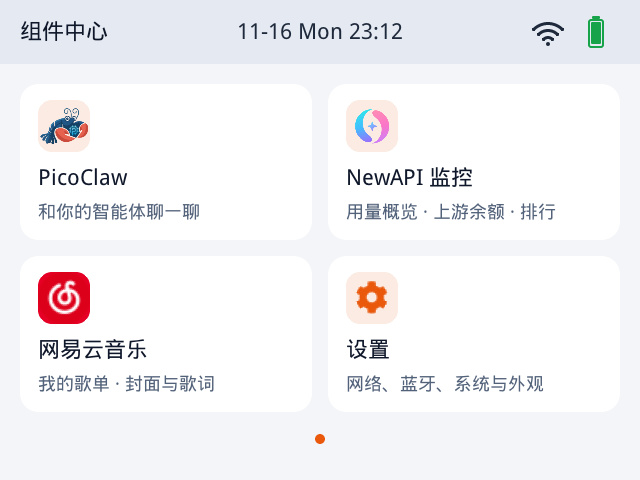 组件中心
11-16 Mon 23:12
PicoClaw
和你的智能体聊一聊
NewAPI 监控
用量概览 · 上游余额 · 排行
网易云音乐
我的歌单 · 封面与歌词
设置
网络、蓝牙、系统与外观